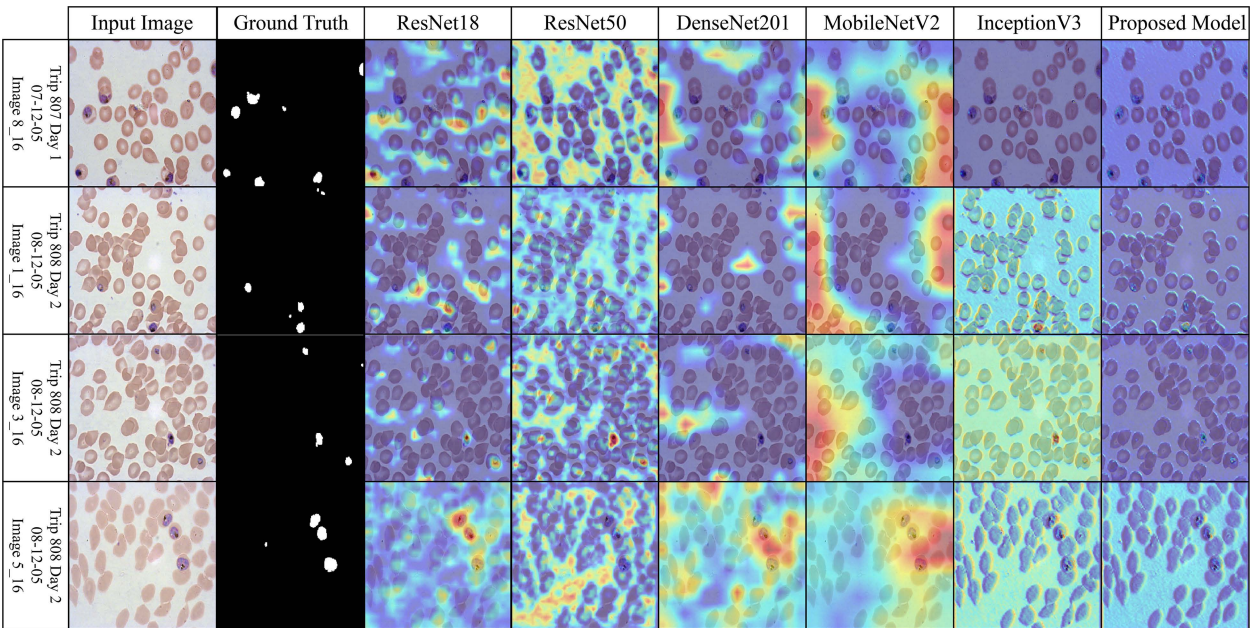 Input Image
Ground Truth
ResNet18
ResNet50
DenseNet201
MobileNetV2
InceptionV3
Proposed Model
Trip 807 Day 1
07-12-05
Image 8_16
Trip 808 Day 2
08-12-05
Image 1_16
Trip 808 Day 2
08-12-05
Image 3_16
Trip 808 Day 2
08-12-05
Image 5_16